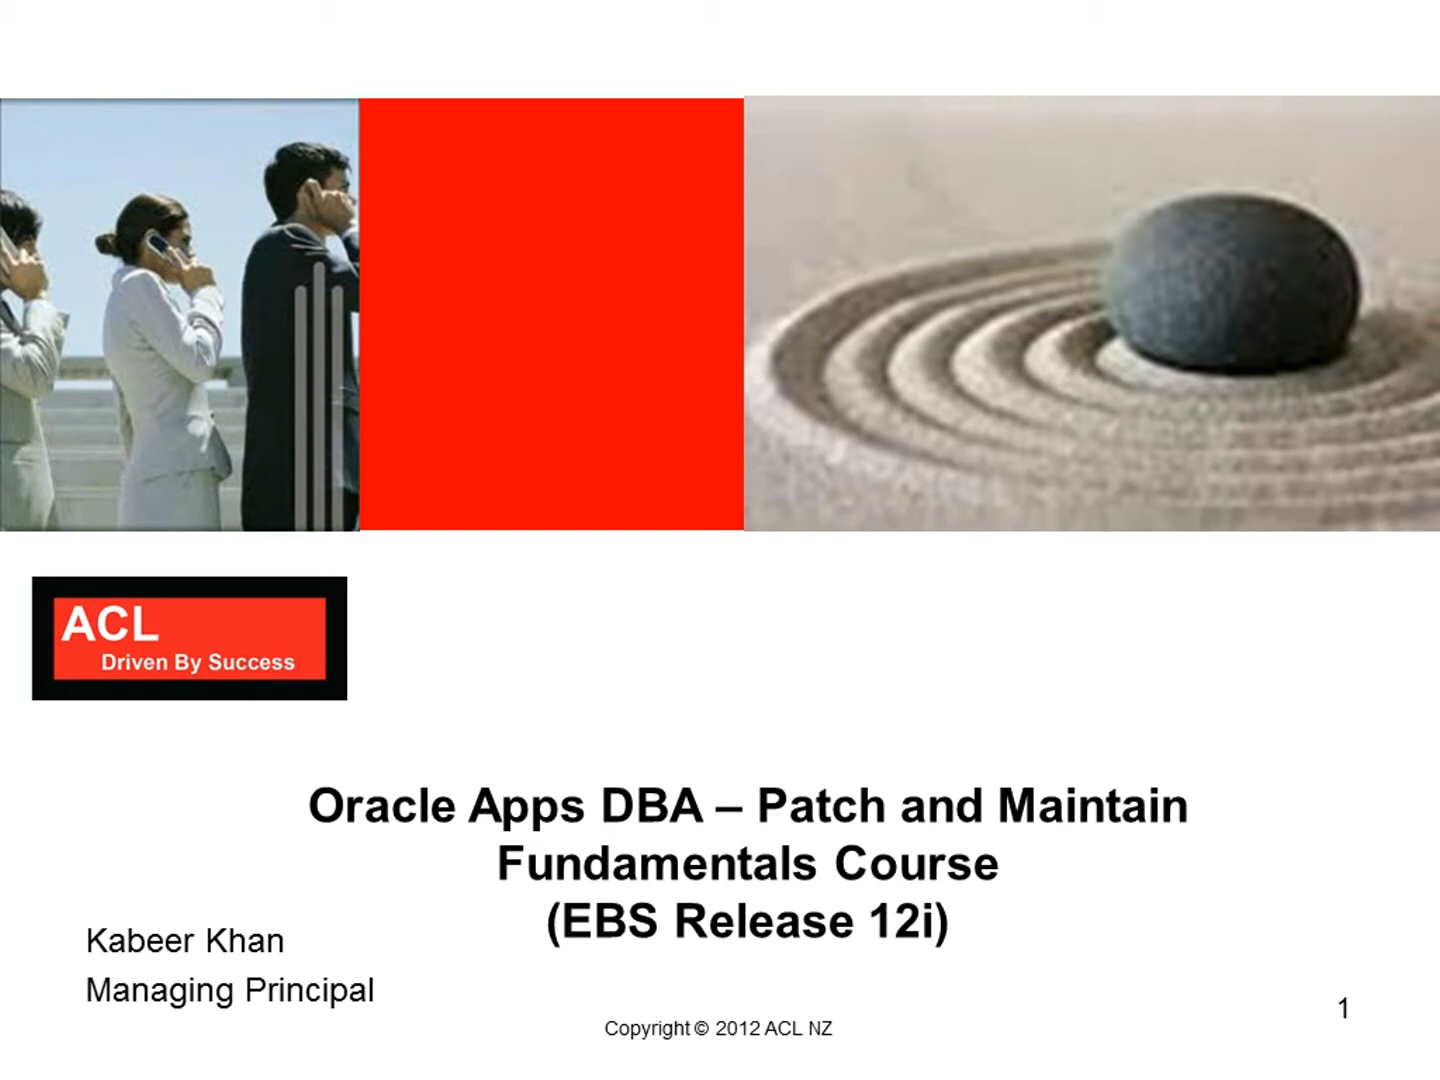 ACL
Driven By Success
Oracle Apps DBA – Patch and Maintain
Fundamentals Course
(EBS Release 12i)
Kabeer Khan
Managing Principal
Copyright © 2012 ACL NZ
1